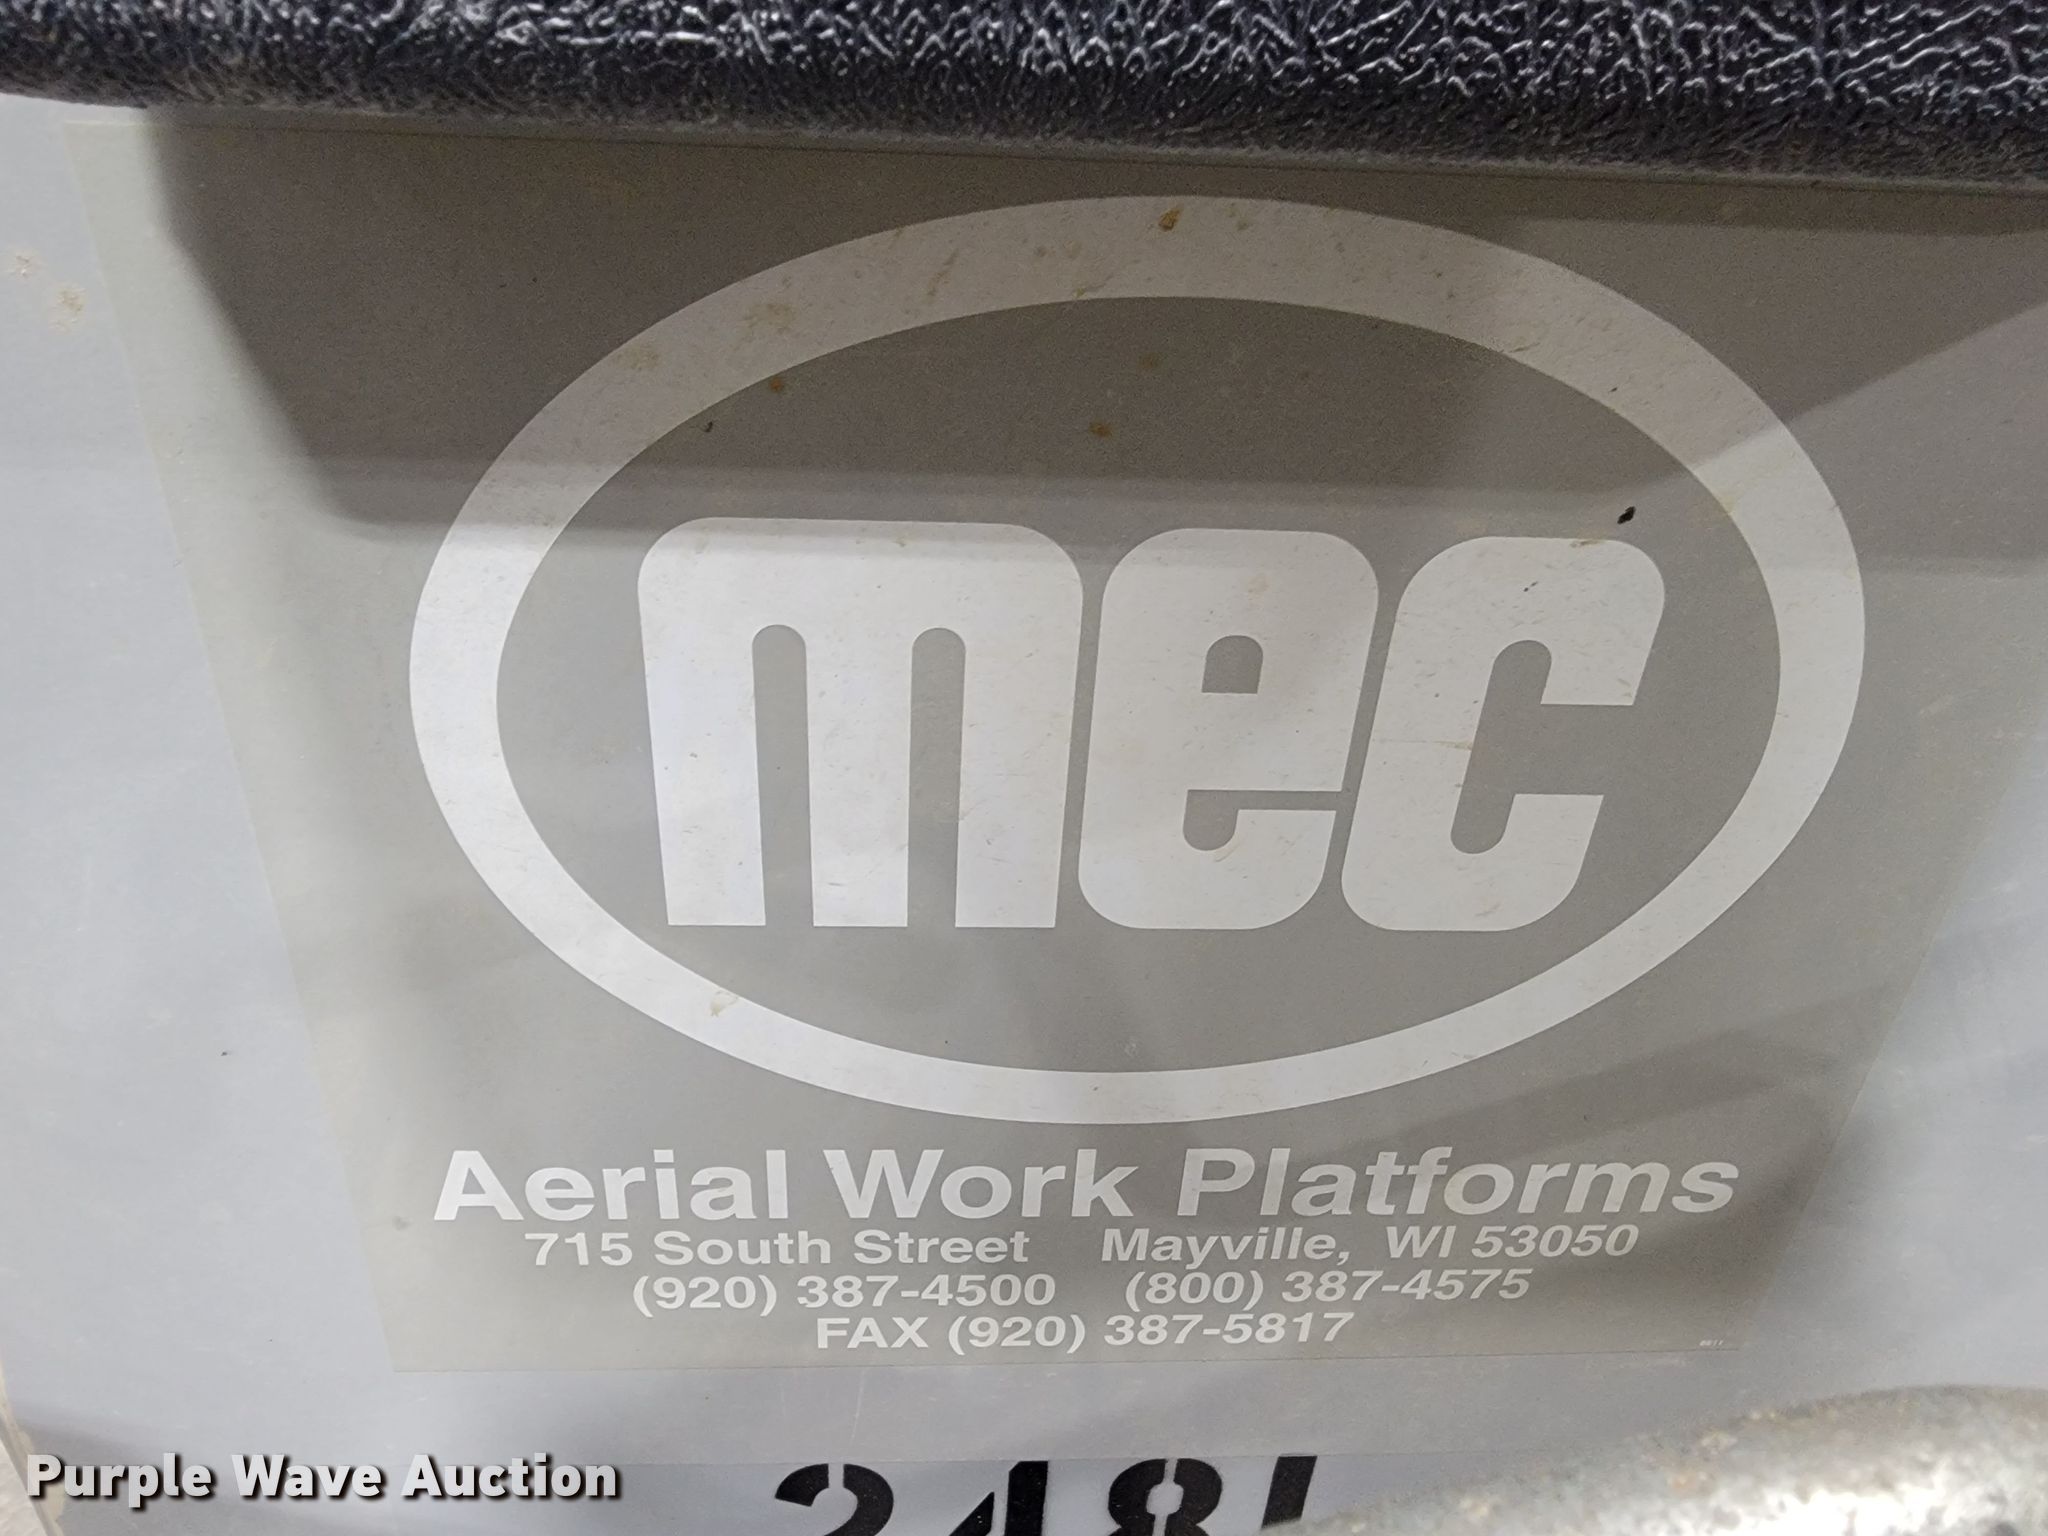 mec
Aerial Work Platforms
715 South Street Mayville, WI 53050
(920) 387-4500 (800) 387-4575
FAX (920) 387-5817
Purple Wave Auction